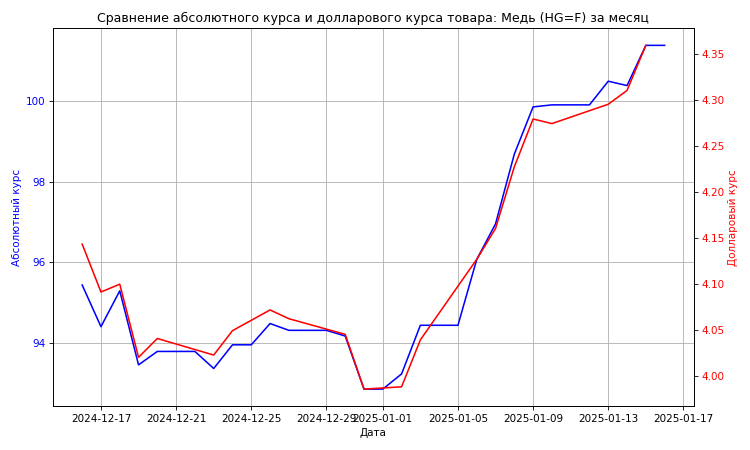 Сравнение абсолютного курса и долларового курса товара: Медь (HG=F) за месяц
Абсолютный курс
100
98
96
94
4.35
4.30
4.25
4.20
4.15
4.10
4.05
4.00
Долларовый курс
2024-12-17 2024-12-21 2024-12-25 2024-12-29 2025-01-01 2025-01-05 2025-01-09 2025-01-13 2025-01-17
Дата